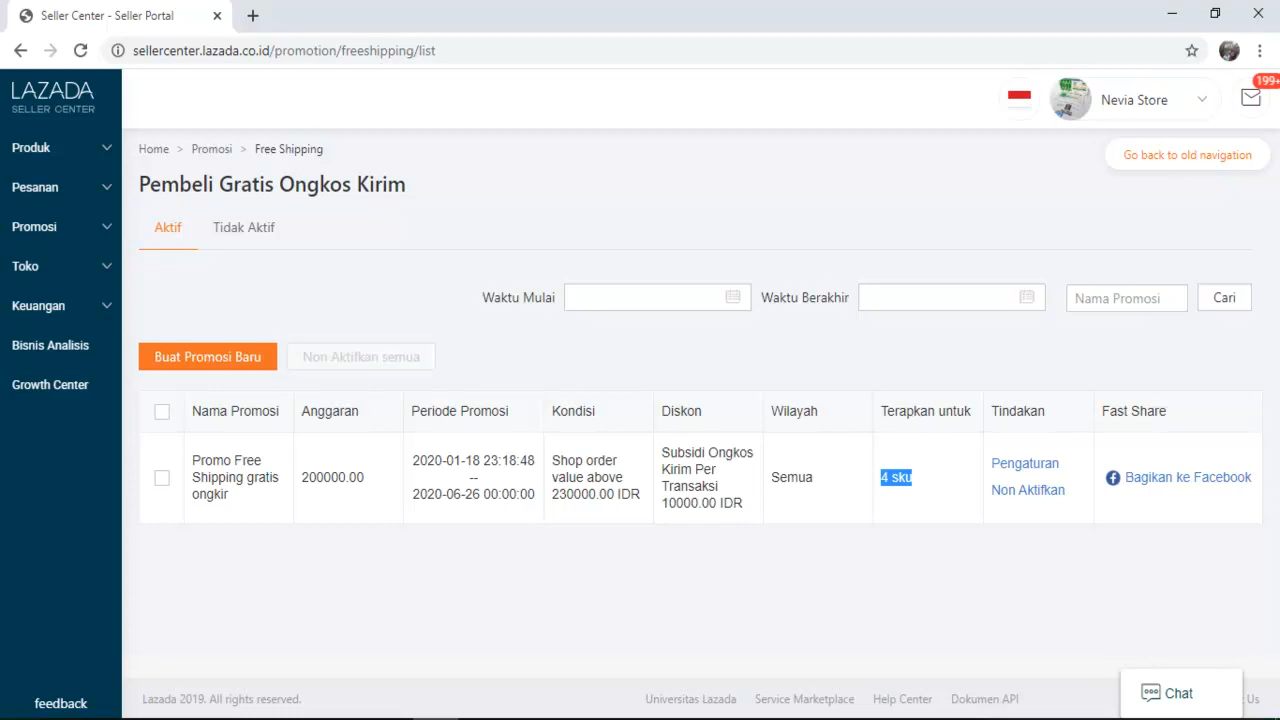 Seller Center - Seller Portal
sellercenter.lazada.co.id/promotion/freeshipping/list
LAZADA
SELLER CENTER
Nevia Store
199+
Produk
Pesanan
Promosi
Toko
Keuangan
Bisnis Analisis
Growth Center
feedback
Home > Promosi > Free Shipping
Go back to old navigation
Pembeli Gratis Ongkos Kirim
Aktif Tidak Aktif
Waktu Mulai Waktu Berakhir Nama Promosi Cari
Buat Promosi Baru Non Aktifkan semua
Nama Promosi Anggaran Periode Promosi Kondisi Diskon Wilayah Terapkan untuk Tindakan Fast Share
Promo Free
Shipping gratis
ongkir
200000.00
2020-01-18 23:18:48
--
2020-06-26 00:00:00
Shop order
value above
230000.00 IDR
Subsidi Ongkos
Kirim Per
Transaksi
10000.00 IDR
Semua
4 sku
Pengaturan
Non Aktifkan
Bagikan ke Facebook
Lazada 2019. All rights reserved.
Universitas Lazada Service Marketplace Help Center Dokumen API Us
Chat